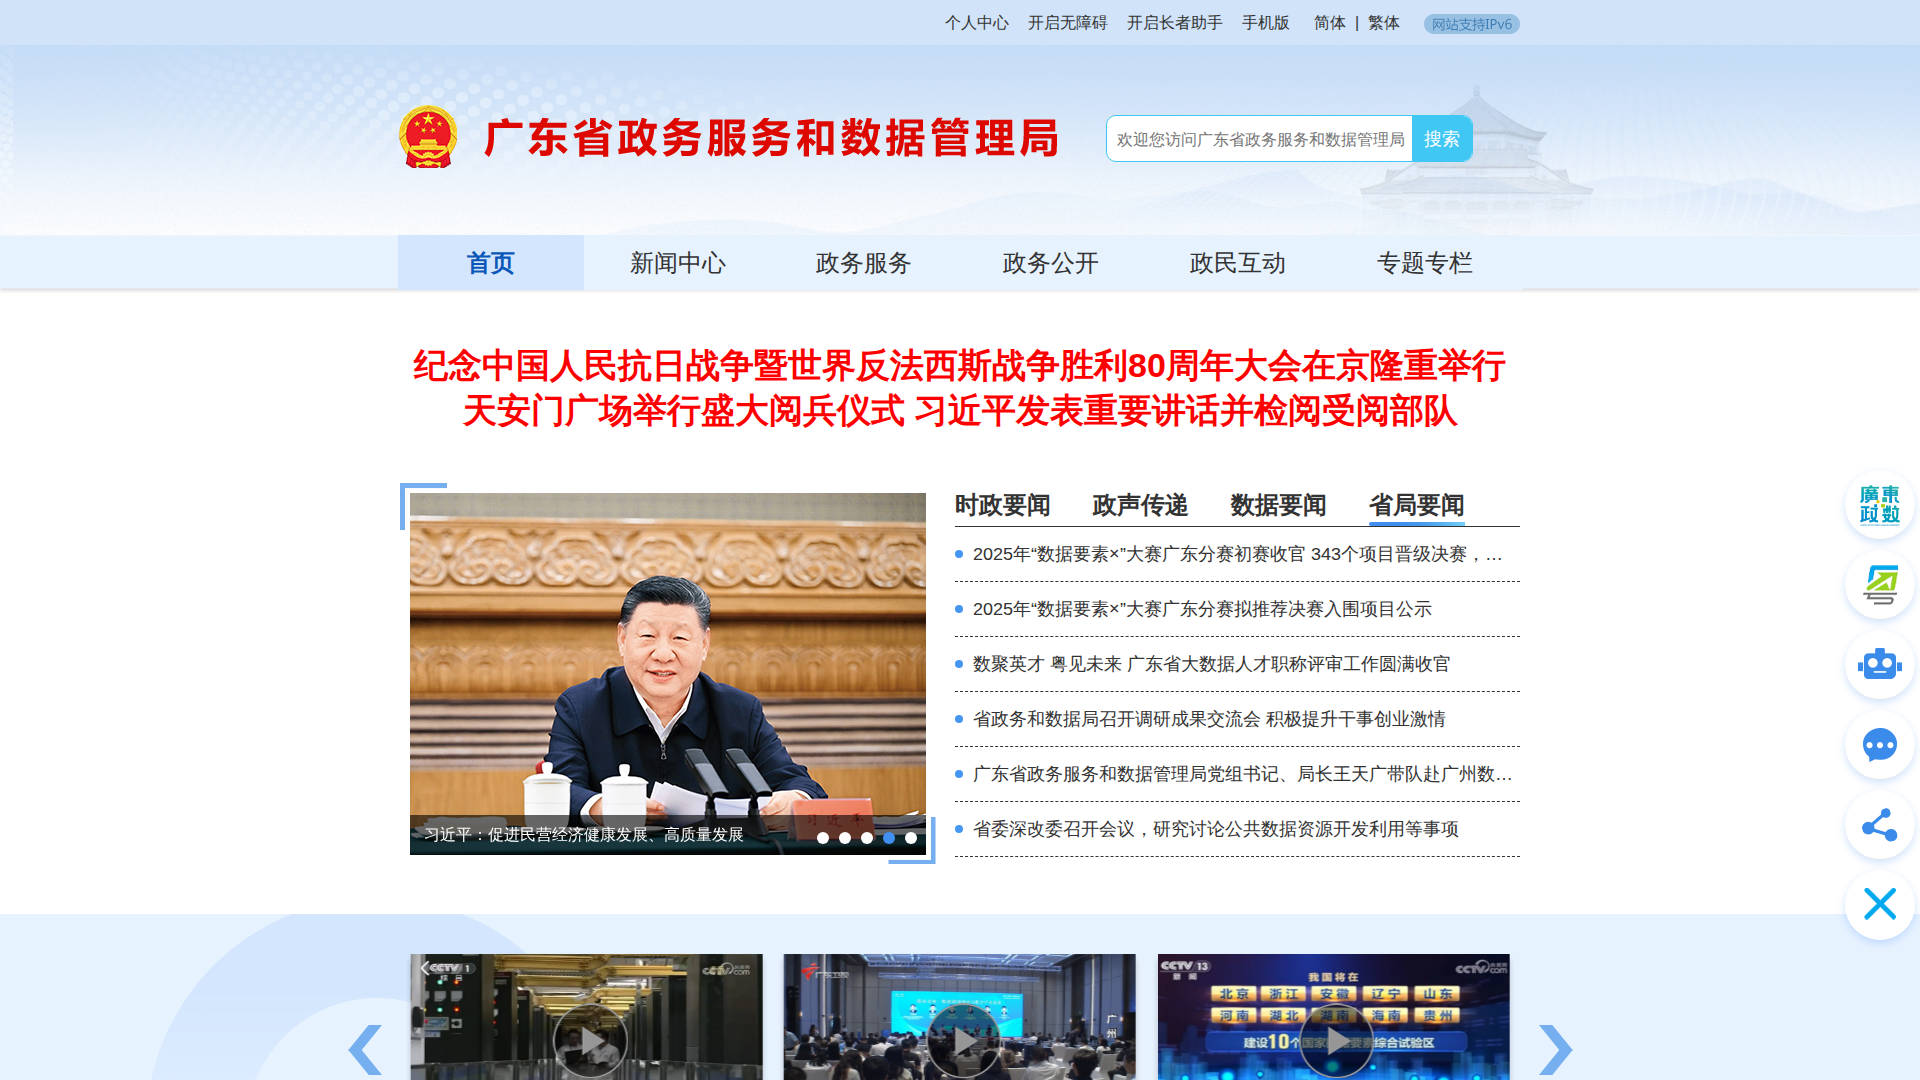 个人中心 开启无障碍 开启长者助手 手机版 简体 | 繁体 网站支持IPv6
广东省政务服务和数据管理局
欢迎您访问广东省政务服务和数据管理局 搜索
首页 新闻中心 政务服务 政务公开 政民互动 专题专栏
纪念中国人民抗日战争暨世界反法西斯战争胜利80周年大会在京隆重举行
天安门广场举行盛大阅兵仪式 习近平发表重要讲话并检阅受阅部队
时政要闻 政声传递 数据要闻 省局要闻
2025年“数据要素×”大赛广东分赛初赛收官 343个项目晋级决赛，…
2025年“数据要素×”大赛广东分赛拟推荐决赛入围项目公示
数聚英才 粤见未来 广东省大数据人才职称评审工作圆满收官
省政务和数据局召开调研成果交流会 积极提升干事创业激情
广东省政务服务和数据管理局党组书记、局长王天广带队赴广州数…
省委深改委召开会议，研究讨论公共数据资源开发利用等事项
习近平
习近平：促进民营经济健康发展、高质量发展
廣東
政数
CCTV 1
综合
CCTV com
广东卫视
广州
CCTV 13
新闻
CCTV com
我国将在
北京 浙江 安徽 辽宁 山东
河南 湖北 湖南 海南 贵州
建设10个国家数据要素综合试验区